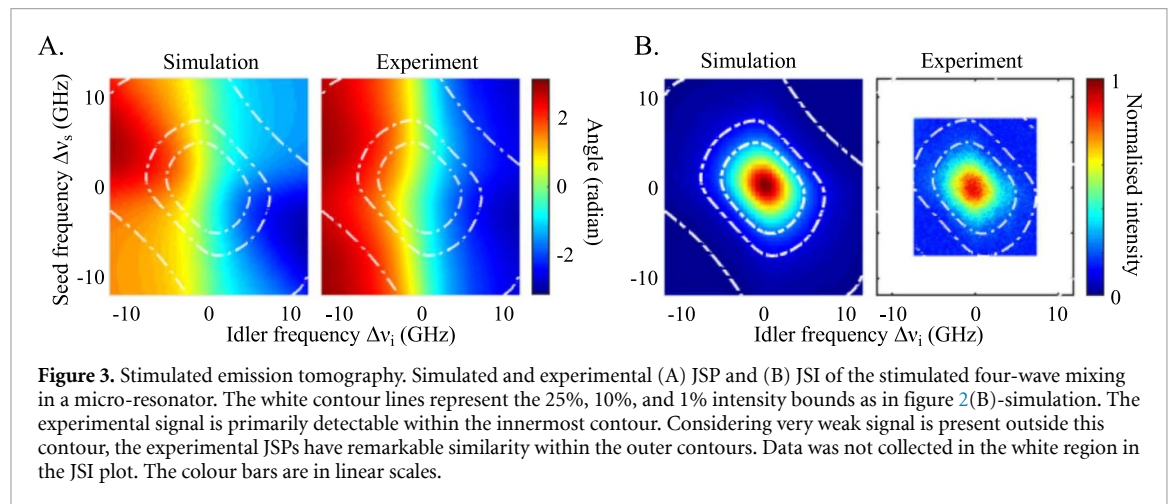 A.
Simulation
Experiment
Seed frequency Δνs (GHz)
10
0
-10
-10
0
10
-10
0
10
Idler frequency Δνi (GHz)
2
0
-2
Angle (radian)
B.
Simulation
Experiment
-10
0
10
-10
0
10
Idler frequency Δνi (GHz)
1
0
Normalised intensity
Figure 3. Stimulated emission tomography. Simulated and experimental (A) JSP and (B) JSI of the stimulated four-wave mixing
in a micro-resonator. The white contour lines represent the 25%, 10%, and 1% intensity bounds as in figure 2(B)-simulation. The
experimental signal is primarily detectable within the innermost contour. Considering very weak signal is present outside this
contour, the experimental JSPs have remarkable similarity within the outer contours. Data was not collected in the white region in
the JSI plot. The colour bars are in linear scales.